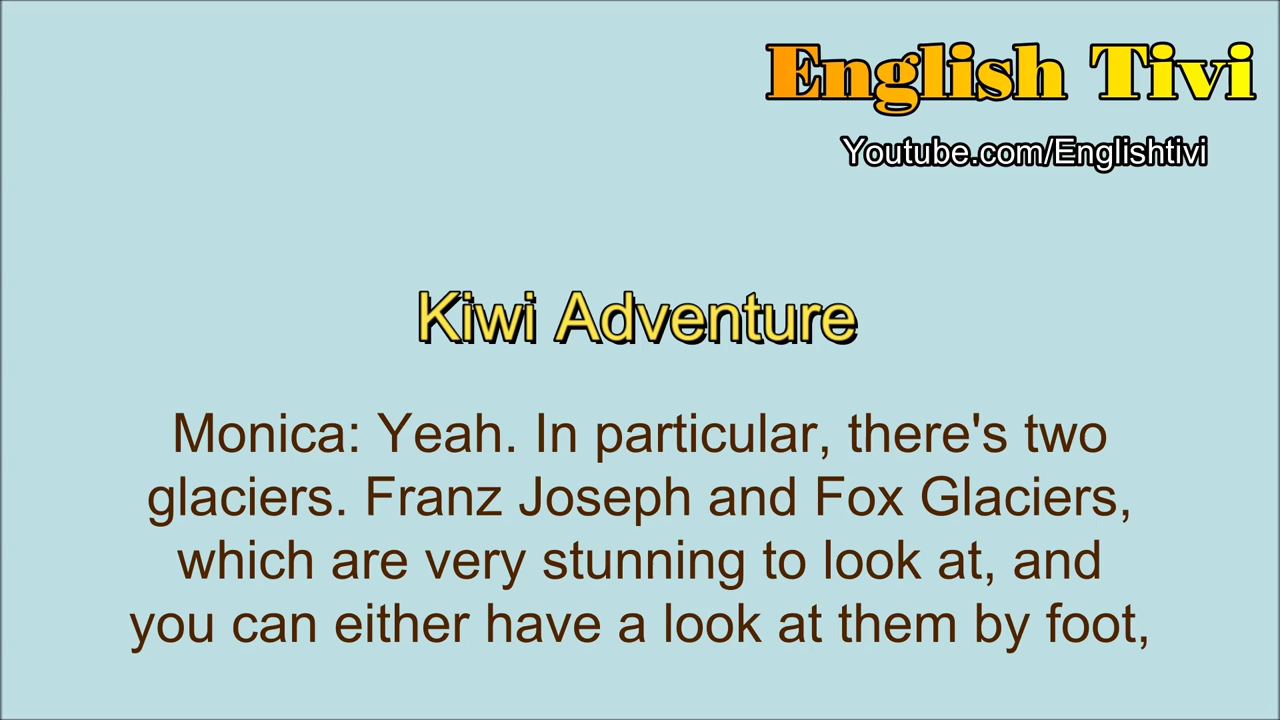 English Tivi
Youtube.com/Englishtivi
Kiwi Adventure
Monica: Yeah. In particular, there's two
glaciers. Franz Joseph and Fox Glaciers,
which are very stunning to look at, and
you can either have a look at them by foot,